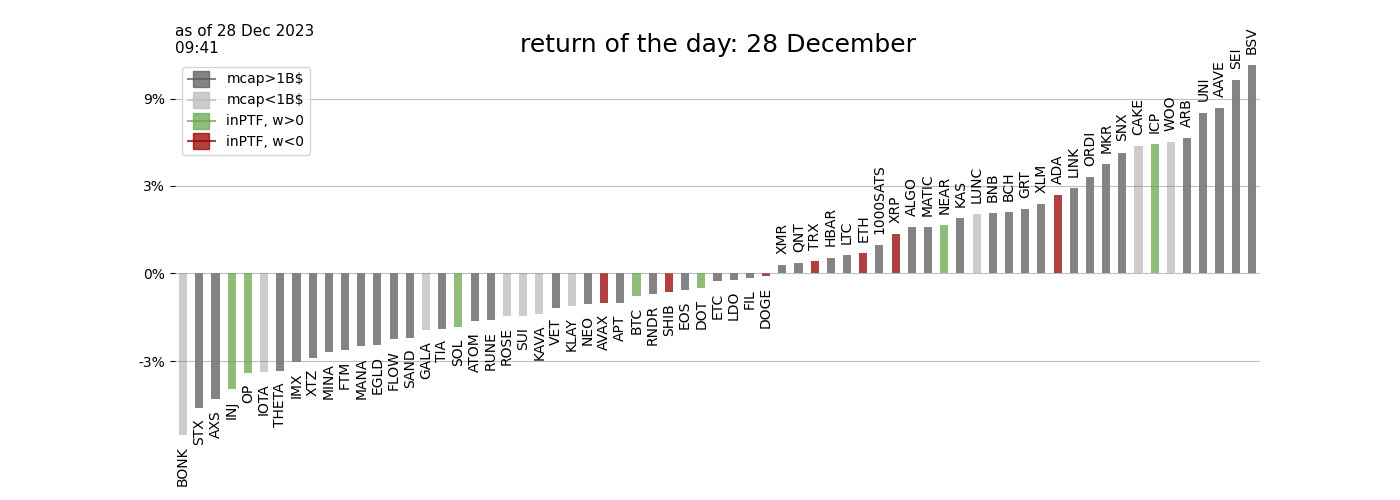 as of 28 Dec 2023
09:41
return of the day: 28 December
mcap>1B$
mcap<1B$
inPTF, w>0
inPTF, w<0
9%
3%
0%
-3%
BONK
STX
AXS
INJ
OP
IOTA
THETA
IMX
XTZ
MINA
FTM
MANA
EGLD
FLOW
SAND
GALA
TIA
SOL
ATOM
RUNE
ROSE
SUI
KAVA
VET
KLAY
NEO
AVAX
APT
BTC
RNDR
SHIB
EOS
DOT
ETC
LDO
FIL
DOGE
XMR
QNT
TRX
HBAR
LTC
ETH
1000SATS
XRP
ALGO
MATIC
NEAR
KAS
LUNC
BNB
BCH
GRT
XLM
ADA
LINK
ORDI
MKR
SNX
CAKE
ICP
WOO
ARB
UNI
AAVE
SEI
BSV